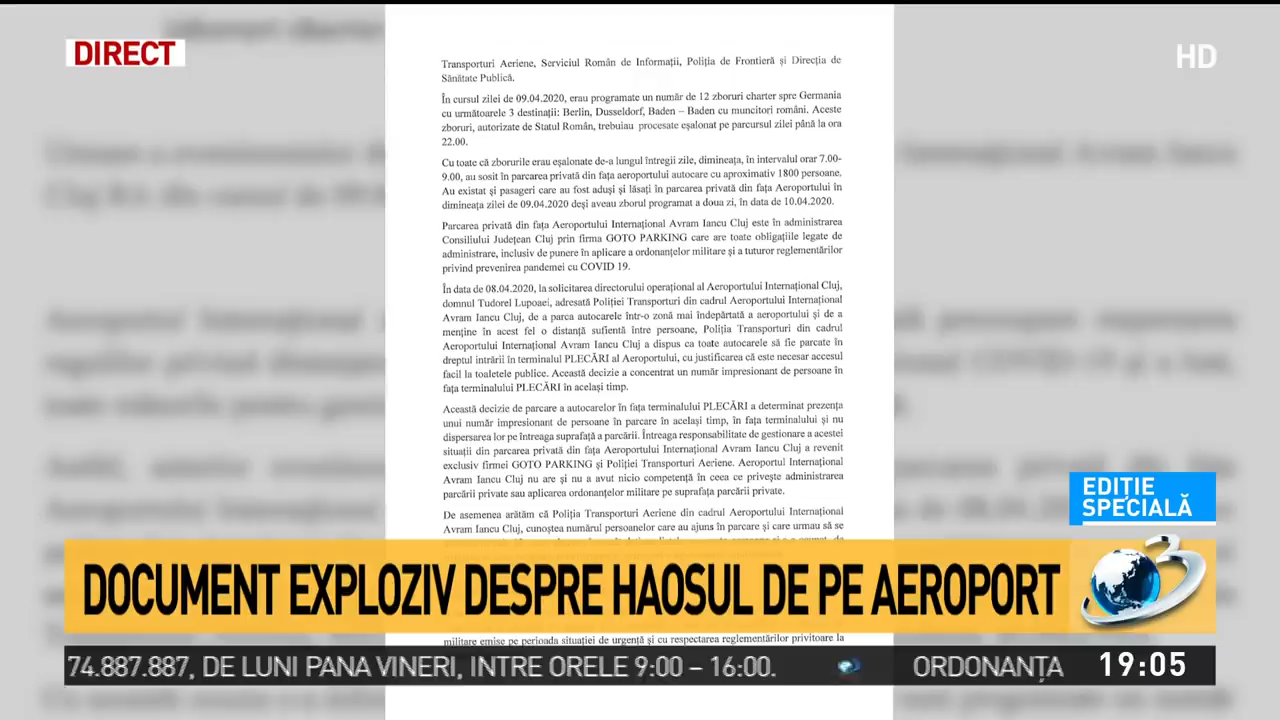 DIRECT
HD
Transporturi Aeriene, Serviciul Român de Informații, Poliția de Frontieră și Direcția de
Sănătate Publică.
În cursul zilei de 09.04.2020, erau programate un număr de 12 zboruri charter spre Germania
cu următoarele 3 destinații: Berlin, Dusseldorf, Baden – Baden cu muncitori români. Aceste
zboruri, autorizate de Statul Român, trebuiau procesate eșalonat pe parcursul zilei până la ora
22.00.
Cu toate că zborurile erau eșalonate de-a lungul întregii zile, dimineața, în intervalul orar 7.00-
9.00, au sosit în parcarea privată din fața aeroportului autocare cu aproximativ 1800 persoane.
Au existat și pasageri care au fost aduși și lăsați în parcarea privată din fața Aeroportului în
dimineața zilei de 09.04.2020 deși aveau zborul programat a doua zi, în data de 10.04.2020.
Parcarea privată din fața Aeroportului Internațional Avram Iancu Cluj este în administrarea
Consiliului Județean Cluj prin firma GOTO PARKING care are toate obligațiile legate de
administrare, inclusiv de punere în aplicare a ordonanțelor militare și a tuturor reglementărilor
privind prevenirea pandemei cu COVID 19.
În data de 08.04.2020, la solicitarea directorului operațional al Aeroportului Internațional Cluj,
domnul Tudorel Lupoaei, adresată Poliției Transporturi din cadrul Aeroportului Internațional
Avram Iancu Cluj, de a parca autocarele într-o zonă mai îndepărtată a aeroportului și de a
menține în acest fel o distanță sufientă între persoane, Poliția Transporturi din cadrul
Aeroportului Internațional Avram Iancu Cluj a dispus ca toate autocarele să fie parcate în
dreptul intrării în terminalul PLECĂRI al Aeroportului, cu justificarea că este necesar accesul
facil la toaletele publice. Această decizie a concentrat un număr impresionant de persoane în
fața terminalului PLECĂRI în același timp.
Această decizie de parcare a autocarelor în fața terminalului PLECĂRI a determinat prezența
unui număr impresionant de persoane în parcare în același timp, în fața terminalului și nu
dispersarea lor pe întreaga suprafață a parcării. Întreaga responsabilitate de gestionare a acestei
situații din parcarea privată din fața Aeroportului Internațional Avram Iancu Cluj a revenit
exclusiv firmei GOTO PARKING și Poliției Transporturi Aeriene. Aeroportul Internațional
Avram Iancu Cluj nu are și nu a avut nicio competență în ceea ce privește administrarea
parcării private sau aplicarea ordonanțelor militare pe suprafața parcării private.
De asemenea arătăm că Poliția Transporturi Aeriene din cadrul Aeroportului Internațional
Avram Iancu Cluj, cunoștea numărul persoanelor care au ajuns în parcare și care urmau să se
EDIȚIE
SPECIALĂ
DOCUMENT EXPLOZIV DESPRE HAOSUL DE PE AEROPORT
3
militare emise pe perioada situației de urgență și cu respectarea reglementărilor privitoare la
74.887.887, DE LUNI PANA VINERI, INTRE ORELE 9:00 – 16:00.
ORDONANȚA
19:05